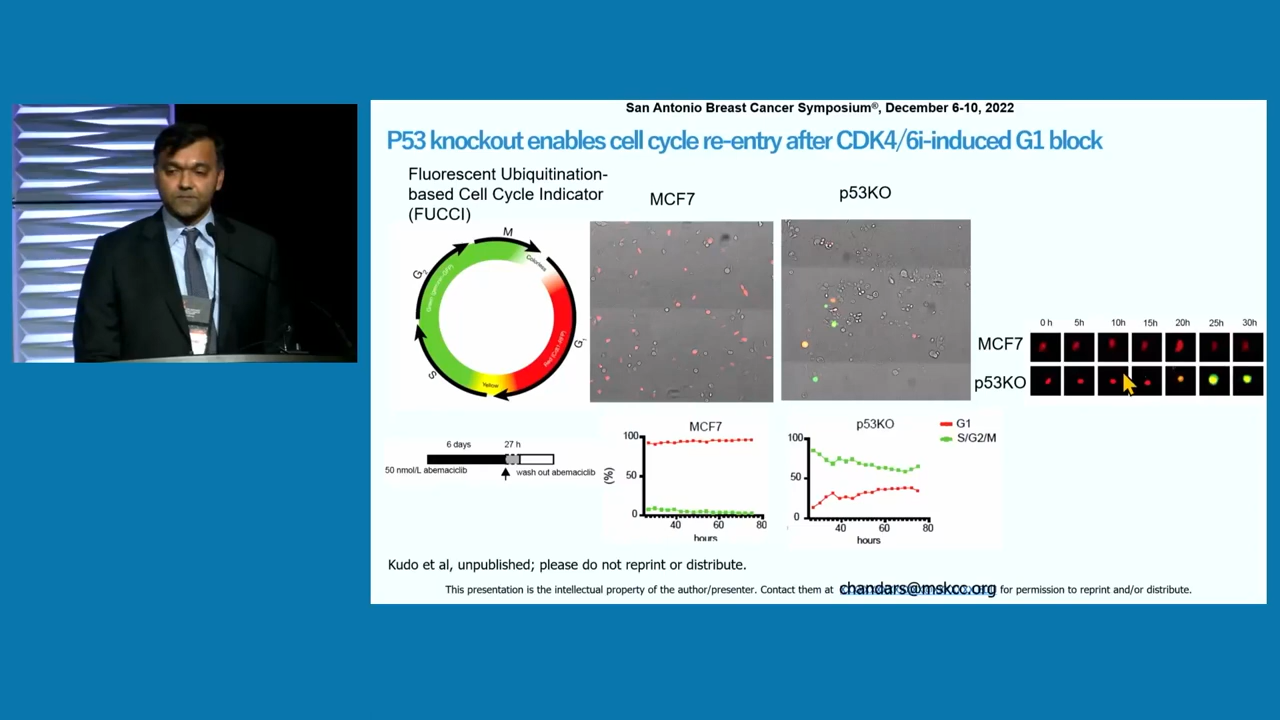 San Antonio Breast Cancer Symposium®, December 6-10, 2022
P53 knockout enables cell cycle re-entry after CDK4/6i-induced G1 block
Fluorescent Ubiquitination-
based Cell Cycle Indicator
(FUCCI)
MCF7
p53KO
M
G2
S
G1
Colorless
Yellow
0 h 5h 10h 15h 20h 25h 30h
MCF7
p53KO
6 days 27 h
50 nmol/L abemaciclib
wash out abemaciclib
MCF7
100
50
0
(%)
40 60 80
hours
p53KO
100
50
0
40 60 80
hours
G1
S/G2/M
Kudo et al, unpublished; please do not reprint or distribute.
This presentation is the intellectual property of the author/presenter. Contact them at chandars@mskcc.org for permission to reprint and/or distribute.